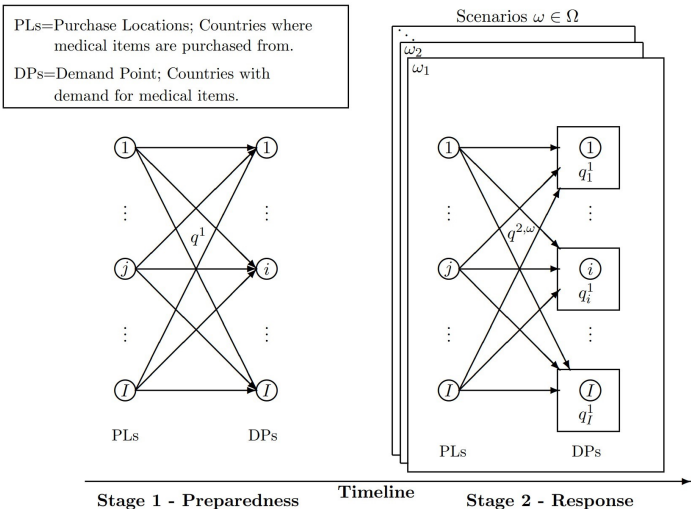 PLs=Purchase Locations; Countries where
medical items are purchased from.
DPs=Demand Point; Countries with
demand for medical items.
Scenarios ω ∈ Ω
⋱
ω₂
ω₁
1 1
⋮ ⋮
q¹
j i
⋮ ⋮
I I
PLs DPs
1 1
q₁¹
⋮ ⋮
q²,ω
j i
qᵢ¹
⋮ ⋮
I I
q_I¹
PLs DPs
Timeline
Stage 1 - Preparedness
Stage 2 - Response